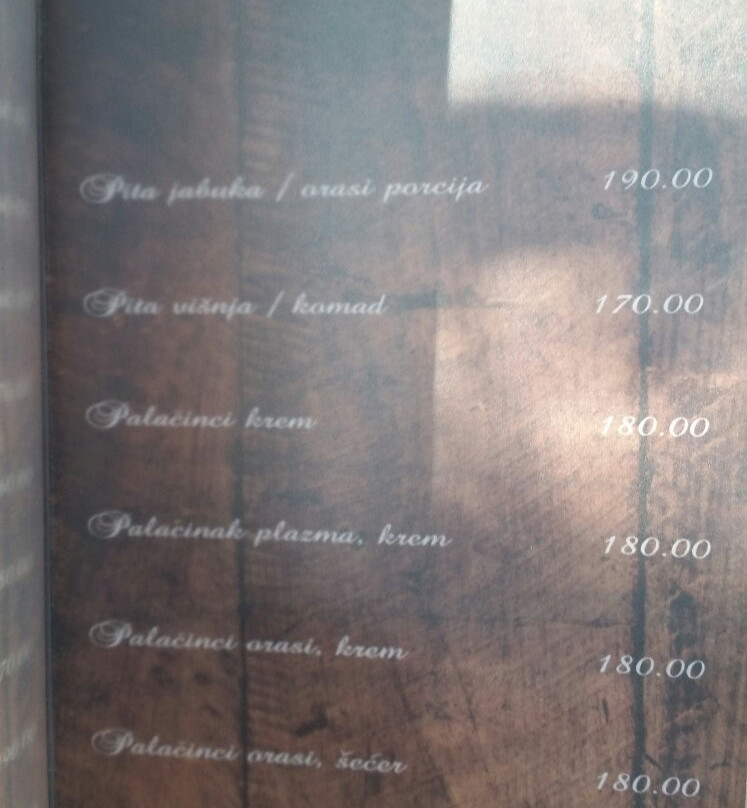 Pita jabuka / orasi porcija 190.00
Pita višnja / komad 170.00
Palačinci krem 180.00
Palačinak plazma, krem 180.00
Palačinci orasi, krem 180.00
Palačinci orasi, šećer 180.00